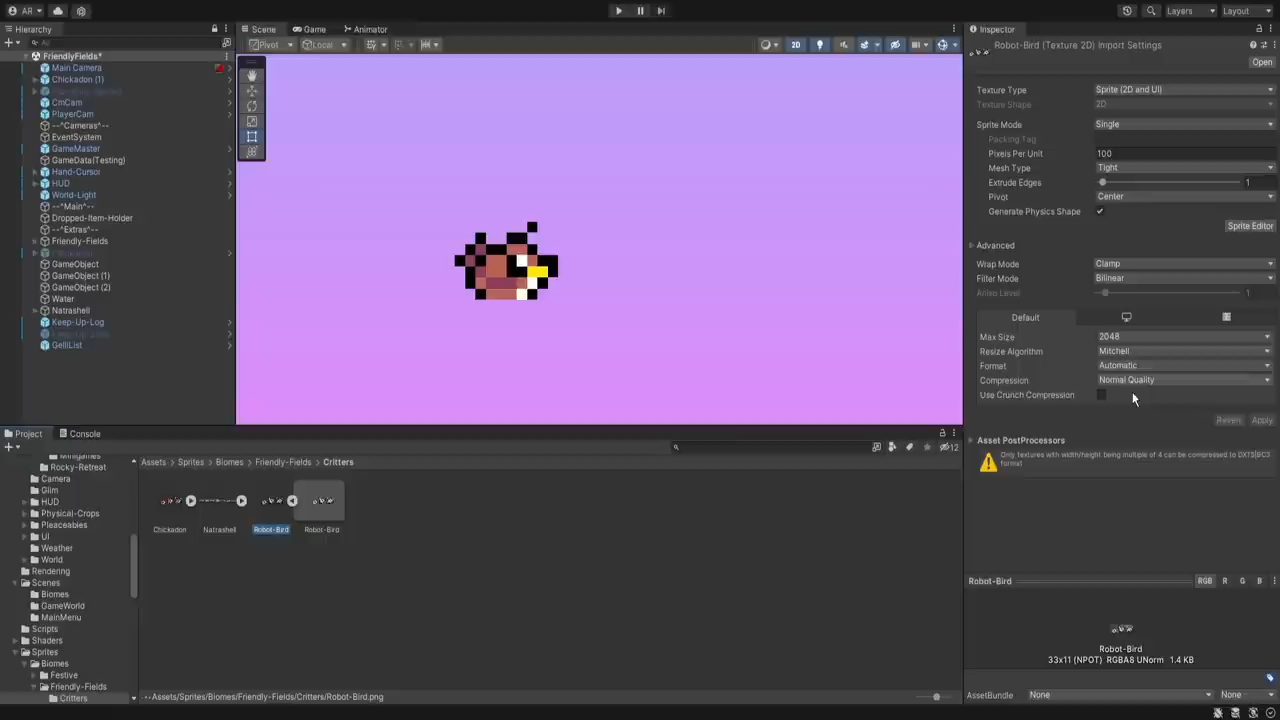 AR
Layers
Layout
Hierarchy
All
FriendlyFields*
Main Camera
Chickadon (1)
CmCam
PlayerCam
--^Cameras^--
EventSystem
GameMaster
GameData(Testing)
Hand-Cursor
HUD
World-Light
--^Main^--
Dropped-Item-Holder
--^Extras^--
Friendly-Fields
GameObject
GameObject (1)
GameObject (2)
Water
Natrashell
Keep-Up-Log
GelliList
Scene
Game
Animator
Pivot
Local
2D
Inspector
Robot-Bird (Texture 2D) Import Settings
Open
Texture Type
Sprite (2D and UI)
Texture Shape
2D
Sprite Mode
Single
Packing Tag
Pixels Per Unit
100
Mesh Type
Tight
Extrude Edges
1
Pivot
Center
Generate Physics Shape
Sprite Editor
Advanced
Wrap Mode
Clamp
Filter Mode
Bilinear
Aniso Level
1
Default
Max Size
2048
Resize Algorithm
Mitchell
Format
Automatic
Compression
Normal Quality
Use Crunch Compression
Revert
Apply
Asset PostProcessors
Only textures with width/height being multiple of 4 can be compressed to DXT5|BC3
format
Project
Console
12
Minigames
Rocky-Retreat
Camera
Glim
HUD
Physical-Crops
Pleaceables
UI
Weather
World
Rendering
Scenes
Biomes
GameWorld
MainMenu
Scripts
Shaders
Sprites
Biomes
Festive
Friendly-Fields
Critters
Assets
Sprites
Biomes
Friendly-Fields
Critters
Chickadon
Natrashell
Robot-Bird
Robot-Bird
Assets/Sprites/Biomes/Friendly-Fields/Critters/Robot-Bird.png
Robot-Bird
RGB
R
G
B
Robot-Bird
33x11 (NPOT) RGBA8 UNorm 1.4 KB
AssetBundle
None
None